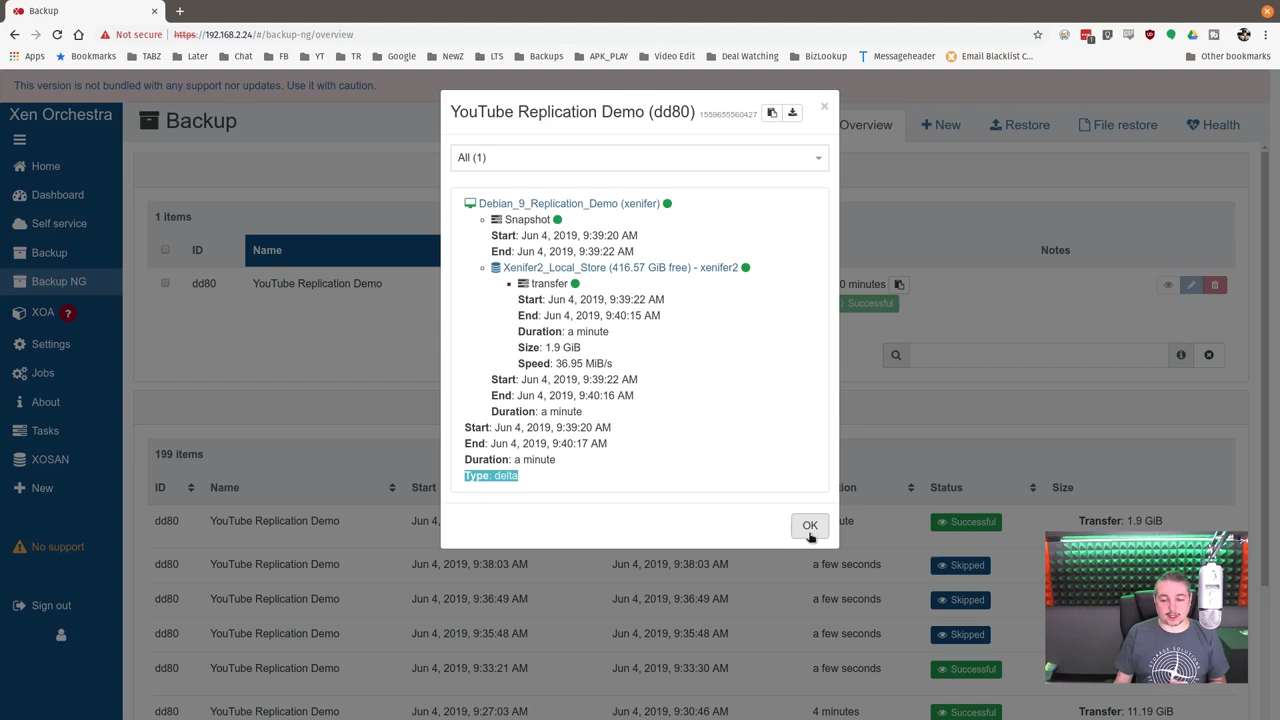 Backup
Not secure https://192.168.2.24/#/backup-ng/overview
Apps Bookmarks TABZ Later Chat FB YT TR Google NewZ LTS Backups APK_PLAY Video Edit Deal Watching BizLookup Messageheader Email Blacklist C... Other bookmarks
This version is not bundled with any support nor updates. Use it with caution.
Xen Orchestra
Home
Dashboard
Self service
Backup
Backup NG
XOA ?
Settings
Jobs
About
Tasks
XOSAN
New
No support
Sign out
Backup
Overview + New Restore File restore Health
1 items
ID Name Notes
dd80 YouTube Replication Demo 0 minutes
Successful
YouTube Replication Demo (dd80) 1559655560427
All (1)
Debian_9_Replication_Demo (xenifer)
Snapshot
Start: Jun 4, 2019, 9:39:20 AM
End: Jun 4, 2019, 9:39:22 AM
Xenifer2_Local_Store (416.57 GiB free) - xenifer2
transfer
Start: Jun 4, 2019, 9:39:22 AM
End: Jun 4, 2019, 9:40:15 AM
Duration: a minute
Size: 1.9 GiB
Speed: 36.95 MiB/s
Start: Jun 4, 2019, 9:39:22 AM
End: Jun 4, 2019, 9:40:16 AM
Duration: a minute
Start: Jun 4, 2019, 9:39:20 AM
End: Jun 4, 2019, 9:40:17 AM
Duration: a minute
Type: delta
OK
199 items
ID Name Start Status Size
dd80 YouTube Replication Demo Jun 4, Successful Transfer: 1.9 GiB
dd80 YouTube Replication Demo Jun 4, 2019, 9:38:03 AM Jun 4, 2019, 9:38:03 AM a few seconds Skipped
dd80 YouTube Replication Demo Jun 4, 2019, 9:36:49 AM Jun 4, 2019, 9:36:49 AM a few seconds Skipped
dd80 YouTube Replication Demo Jun 4, 2019, 9:35:48 AM Jun 4, 2019, 9:35:48 AM a few seconds Skipped
dd80 YouTube Replication Demo Jun 4, 2019, 9:33:21 AM Jun 4, 2019, 9:33:30 AM a few seconds Successful
dd80 YouTube Replication Demo Jun 4, 2019, 9:27:03 AM Jun 4, 2019, 9:30:46 AM 4 minutes Successful Transfer: 11.19 GiB